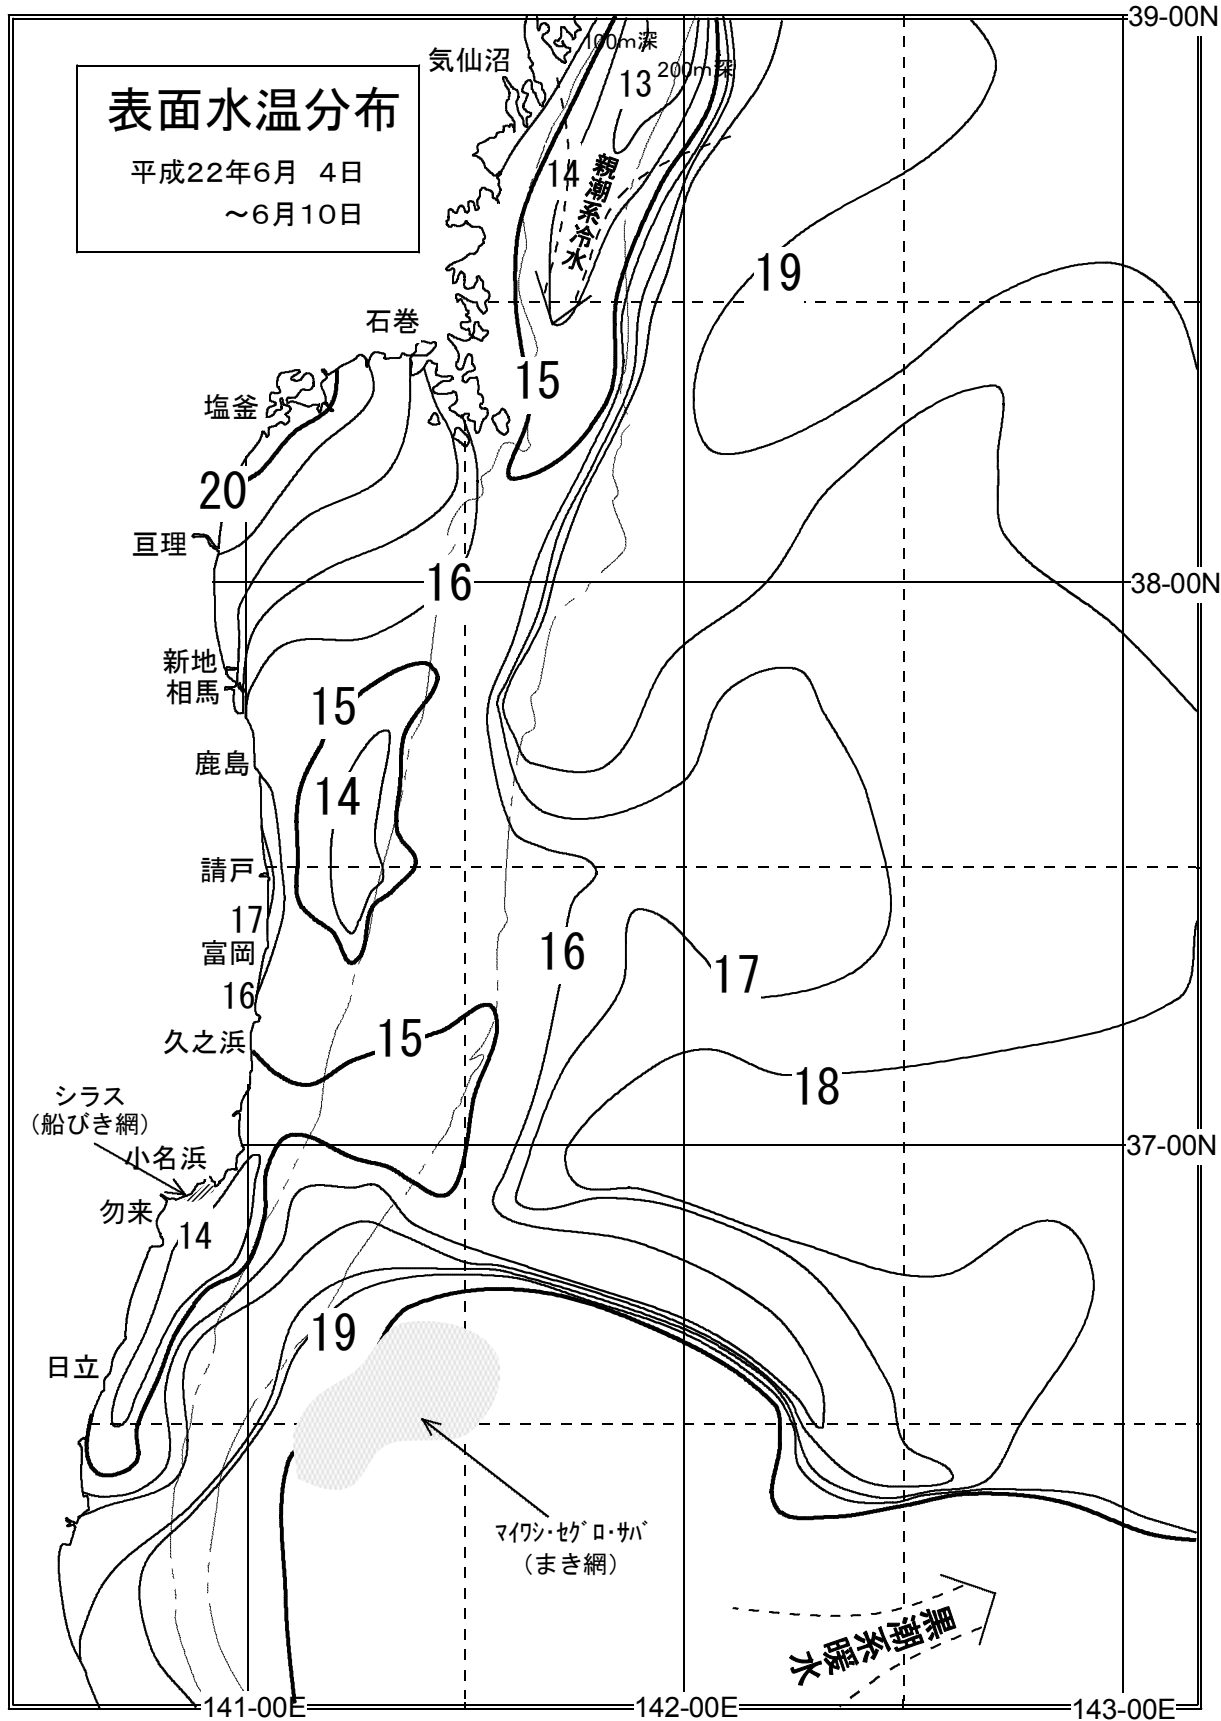 39-00N
100m深
気仙沼
200m深
13
表面水温分布
平成22年6月 4日
～6月10日
14
親潮系冷水
19
石巻
15
塩釜
20
亘理
16
38-00N
新地
相馬
15
鹿島
14
請戸
17
富岡
16
17
16
久之浜
15
18
シラス
(船びき網)
37-00N
小名浜
勿来
14
19
日立
ﾏｲﾜｼ･ｾｸﾞﾛ･ｻﾊﾞ
(まき網)
黒潮系暖水
141-00E
142-00E
143-00E